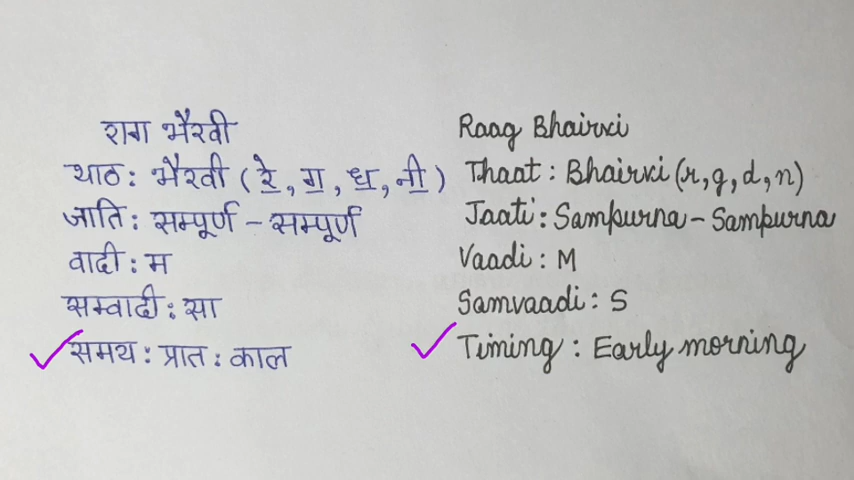 राग भैरवी
थाठ: भैरवी (रे॒, ग॒, ध॒, नी॒)
जाति: सम्पूर्ण - सम्पूर्ण
वादी: म
सम्वादी: सा
समय: प्रात: काल
Raag Bhairvi
Thaat: Bhairvi (r, g, d, n)
Jaati: Sampurna - Sampurna
Vaadi: M
Samvaadi: S
Timing: Early morning